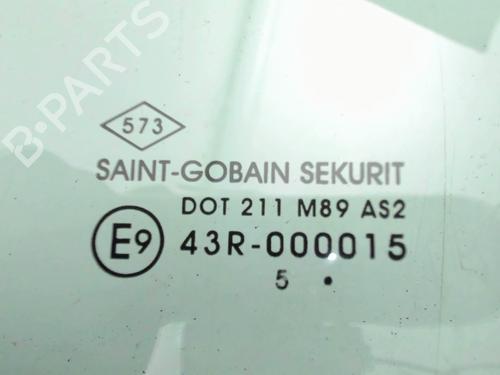 B-PARTS
573
SAINT-GOBAIN SEKURIT
DOT 211 M89 AS2
E9 43R-000015
5 •